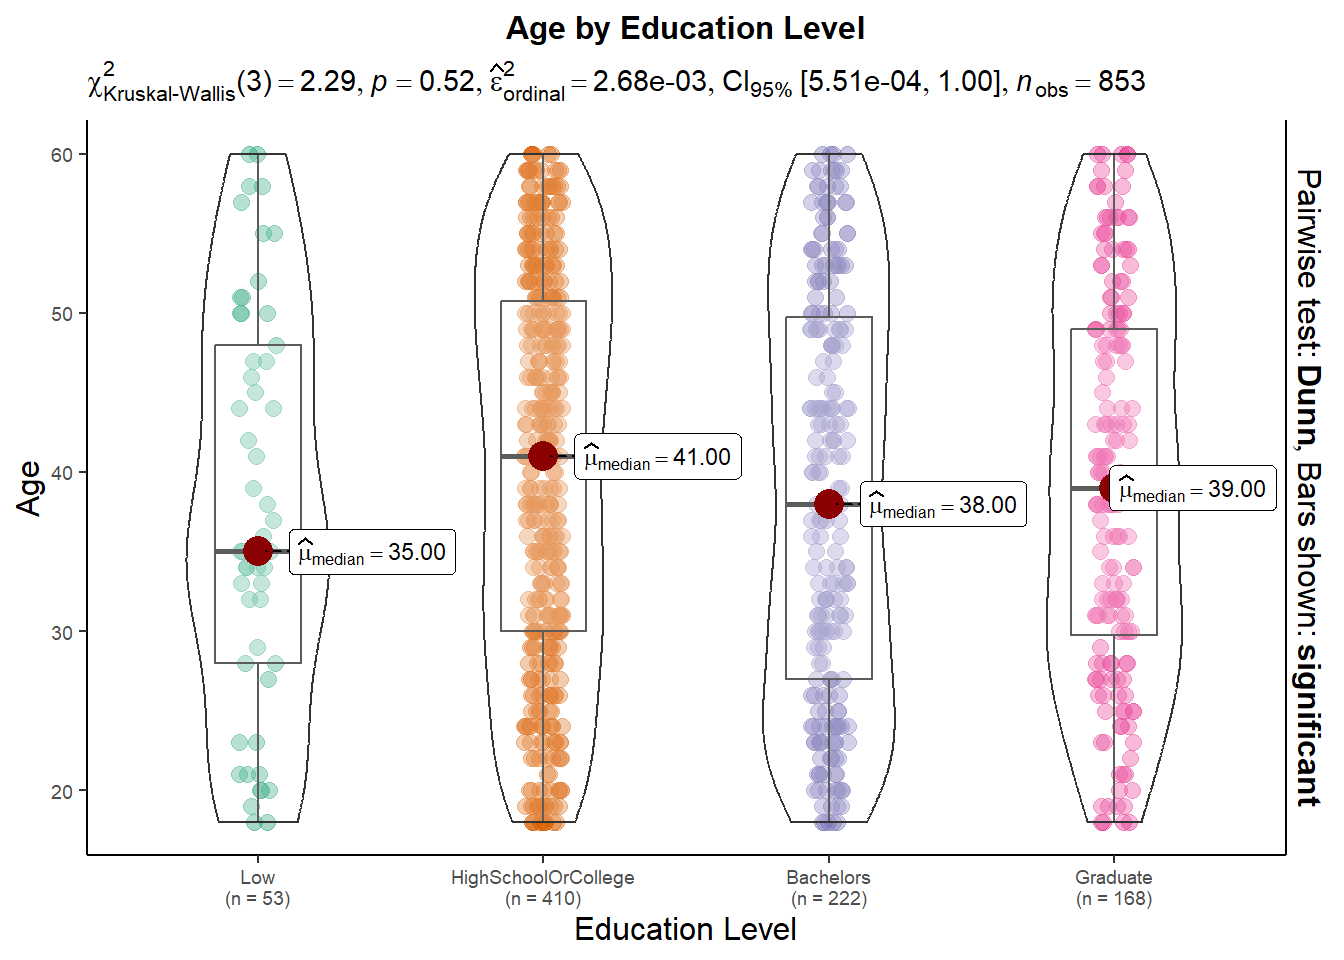 Age by Education Level
χ²Kruskal-Wallis(3) = 2.29, p = 0.52, ε̂²ordinal = 2.68e-03, CI95% [5.51e-04, 1.00], nobs = 853
60
50
40
30
20
Age
μ̂median = 35.00
μ̂median = 41.00
μ̂median = 38.00
μ̂median = 39.00
Pairwise test: Dunn, Bars shown: significant
Low
(n = 53)
HighSchoolOrCollege
(n = 410)
Bachelors
(n = 222)
Graduate
(n = 168)
Education Level